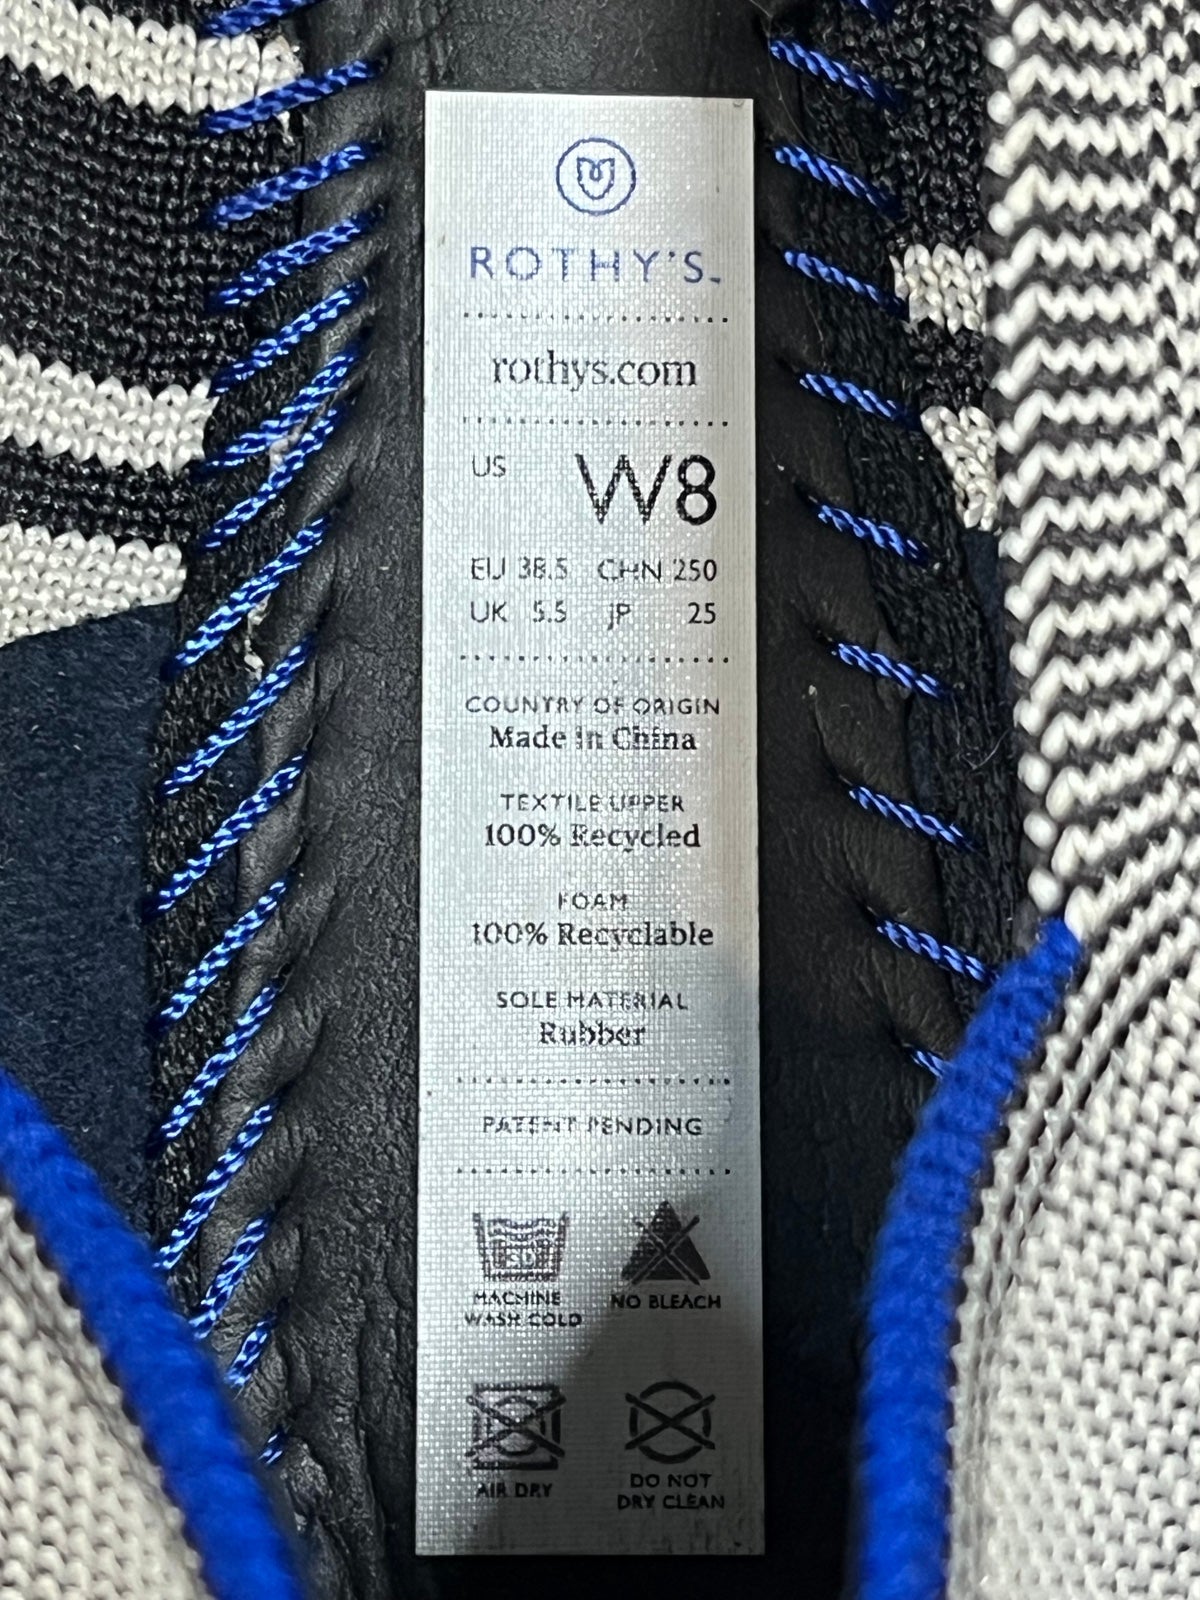 ROTHY'S™
rothys.com
US W8
EU 38.5 CHN 250
UK 5.5 JP 25
COUNTRY OF ORIGIN
Made in China
TEXTILE UPPER
100% Recycled
FOAM
100% Recyclable
SOLE MATERIAL
Rubber
PATENT PENDING
30
MACHINE
WASH COLD
NO BLEACH
AIR DRY
DO NOT
DRY CLEAN